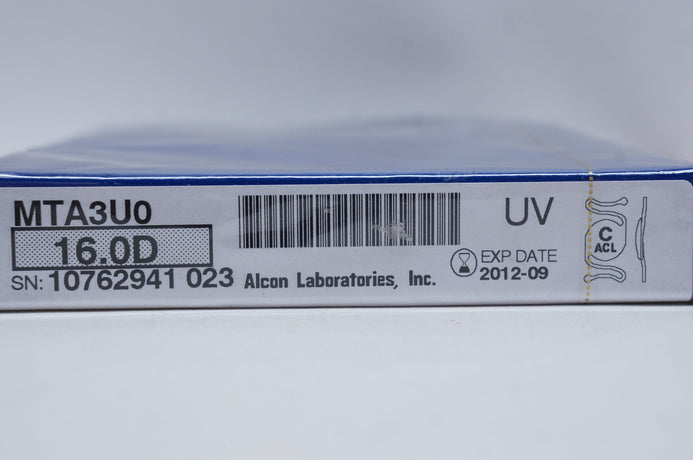 MTA3U0
16.0D
SN: 10762941 023
Alcon Laboratories, Inc.
UV
EXP DATE
2012-09
C
ACL